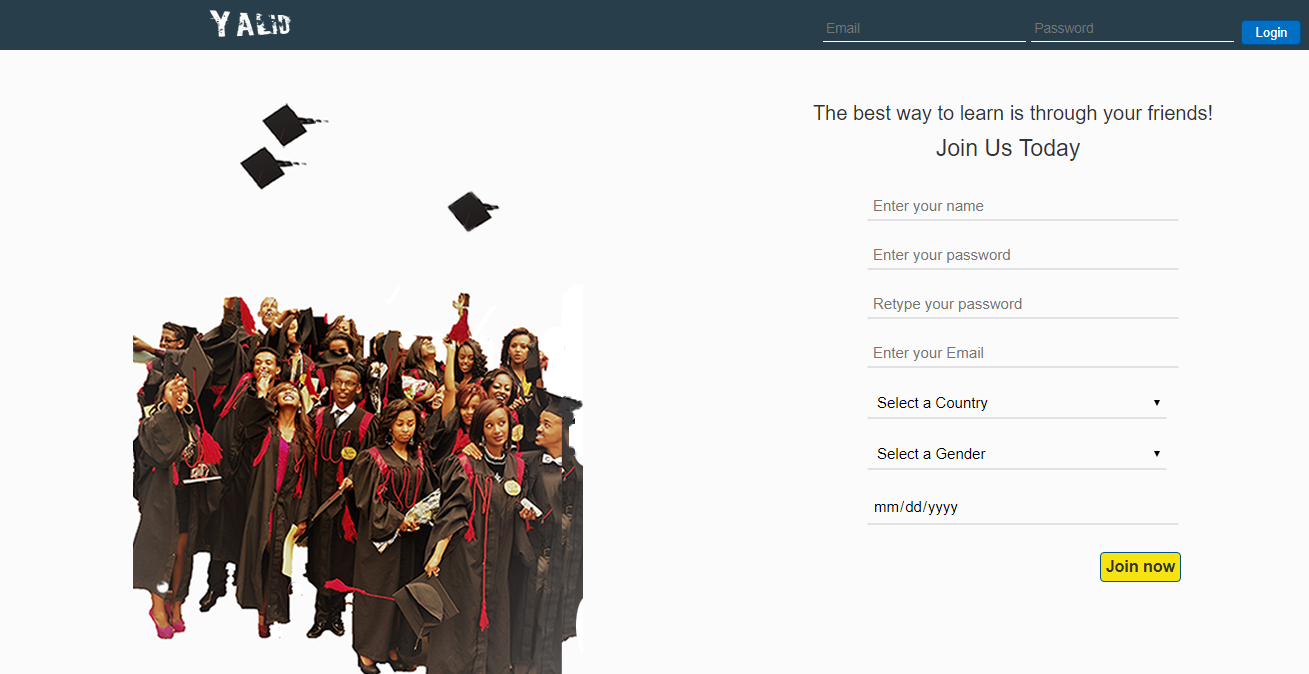 YALID
Email Password Login
The best way to learn is through your friends!
Join Us Today
Enter your name
Enter your password
Retype your password
Enter your Email
Select a Country
Select a Gender
mm/dd/yyyy
Join now